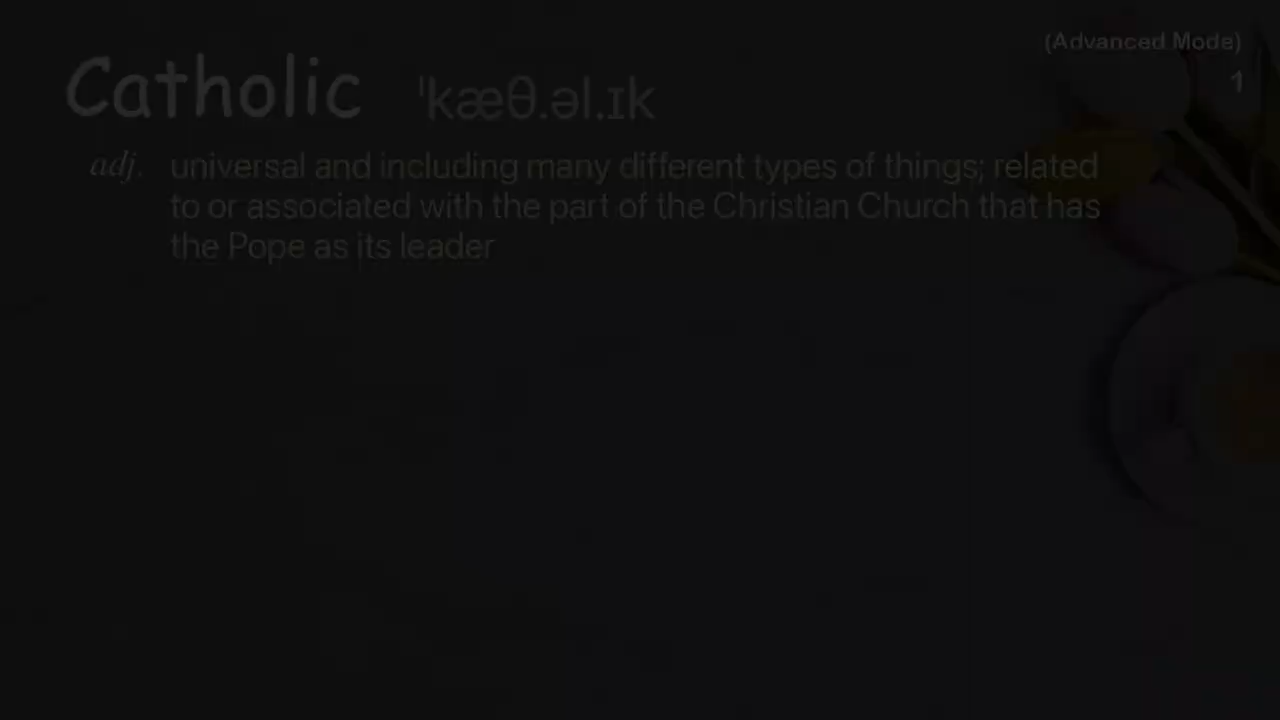 (Advanced Mode)
1
Catholic ˈkæθ.əl.ɪk
adj. universal and including many different types of things; related
to or associated with the part of the Christian Church that has
the Pope as its leader